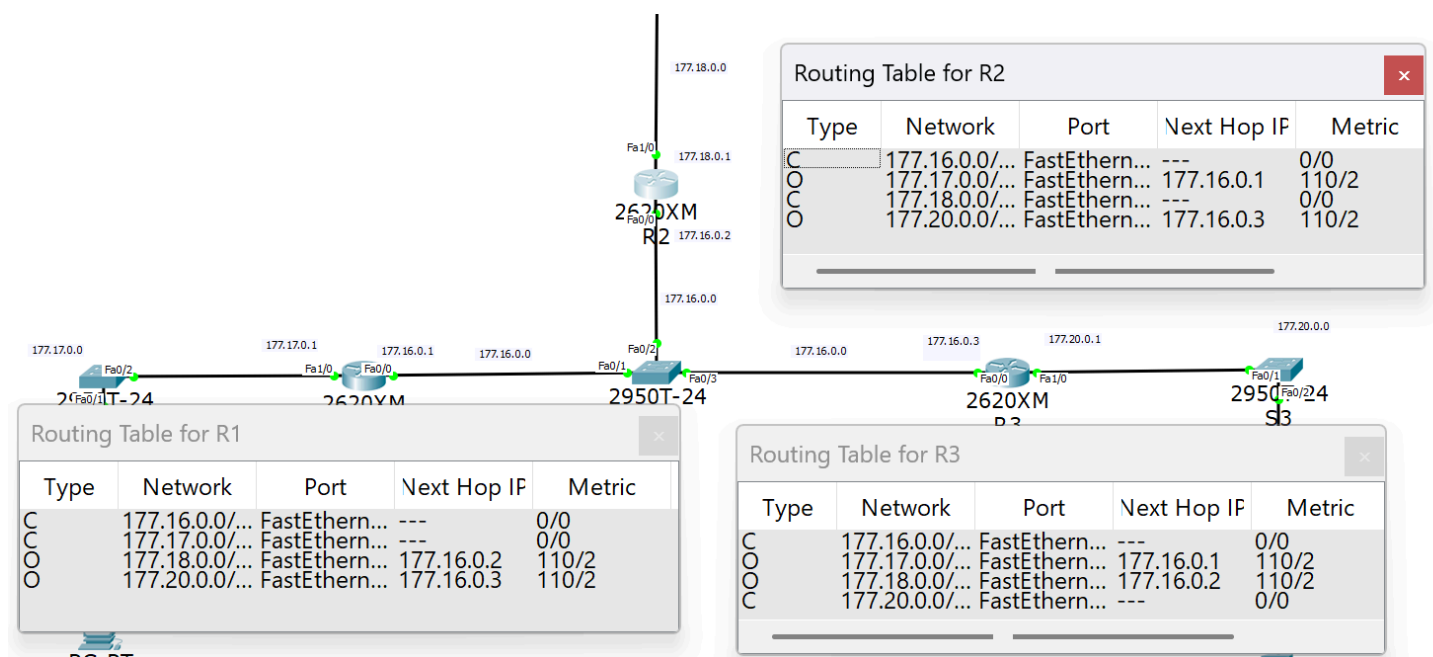 177.18.0.0
Fa1/0
177.18.0.1
2620XM
Fa0/0
R2
177.16.0.2
177.16.0.0
Routing Table for R2
×
Type Network Port Next Hop IP Metric
C 177.16.0.0/... FastEthern... --- 0/0
O 177.17.0.0/... FastEthern... 177.16.0.1 110/2
C 177.18.0.0/... FastEthern... --- 0/0
O 177.20.0.0/... FastEthern... 177.16.0.3 110/2
177.17.0.0
Fa0/2
Fa0/1
177.17.0.1
Fa1/0
177.16.0.1
Fa0/0
2620XM
177.16.0.0
Fa0/1
Fa0/2
Fa0/3
2950T-24
177.16.0.0
177.16.0.3
Fa0/0
177.20.0.1
Fa1/0
2620XM
R3
177.20.0.0
Fa0/1
Fa0/2
S3
Routing Table for R1
×
Type Network Port Next Hop IP Metric
C 177.16.0.0/... FastEthern... --- 0/0
C 177.17.0.0/... FastEthern... --- 0/0
O 177.18.0.0/... FastEthern... 177.16.0.2 110/2
O 177.20.0.0/... FastEthern... 177.16.0.3 110/2
Routing Table for R3
×
Type Network Port Next Hop IP Metric
C 177.16.0.0/... FastEthern... --- 0/0
O 177.17.0.0/... FastEthern... 177.16.0.1 110/2
O 177.18.0.0/... FastEthern... 177.16.0.2 110/2
C 177.20.0.0/... FastEthern... --- 0/0
PC-PT